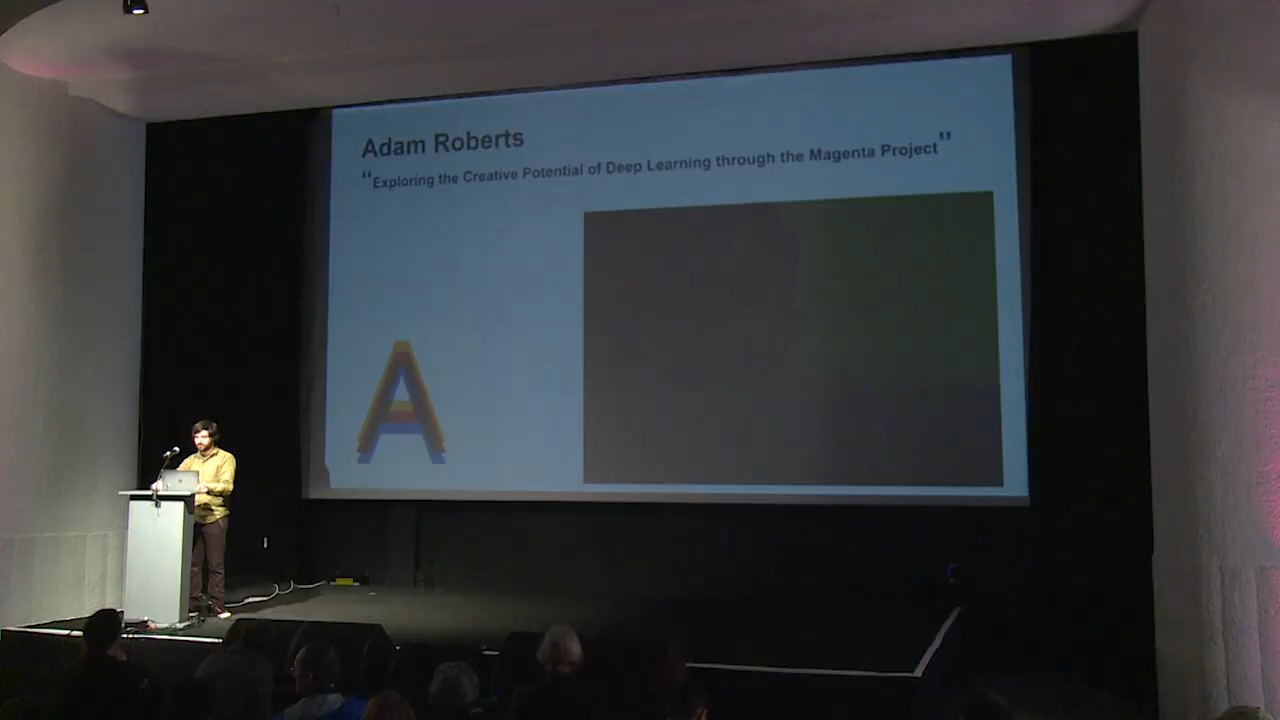 Adam Roberts
“Exploring the Creative Potential of Deep Learning through the Magenta Project”
A